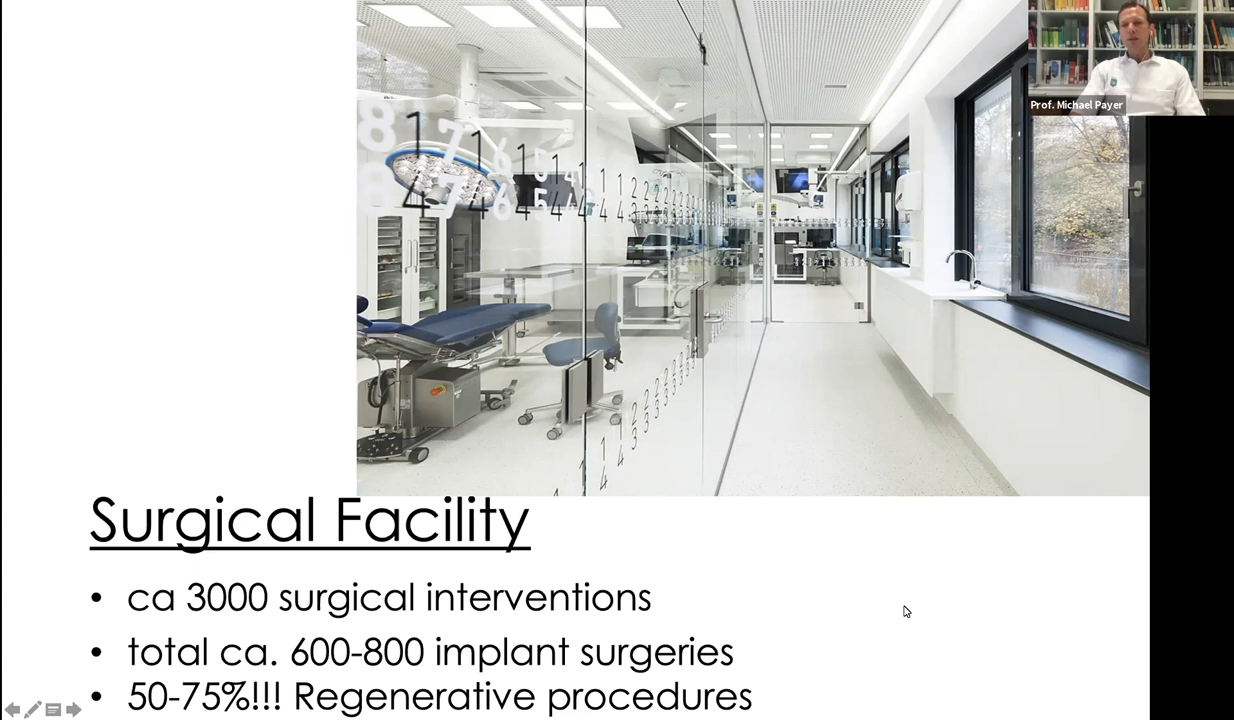 Prof. Michael Payer
Surgical Facility
• ca 3000 surgical interventions
• total ca. 600-800 implant surgeries
• 50-75%!!! Regenerative procedures